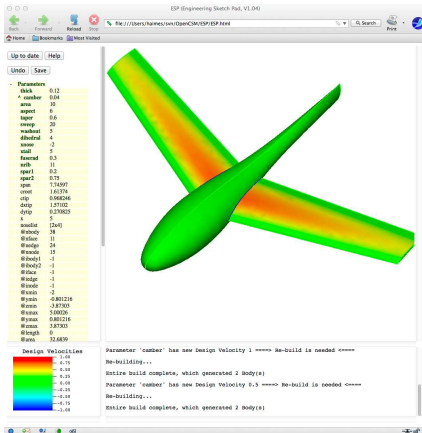 ESP (Engineering Sketch Pad, V1.04)
Back Forward Reload Stop file:///Users/haimes/svn/OpenCSM/ESP/ESP.html Search Print
Home Bookmarks Most Visited
Up to date Help
Undo Save
- Parameters
thick 0.12
^ camber 0.04
area 10
aspect 6
taper 0.6
sweep 20
washout 5
dihedral 4
xnose -2
xtail 5
fuserad 0.3
nrib 11
spar1 0.2
spar2 0.75
span 7.74597
croot 1.61374
ctip 0.968246
dxtip 1.57102
dytip 0.270825
x 5
noselist [2x4]
@nbody 38
@nface 11
@nedge 24
@nnode 15
@ibody1 -1
@ibody2 -1
@iface -1
@iedge -1
@inode -1
@xmin -2
@ymin -0.801216
@zmin -3.87303
@xmax 5.00026
@ymax 0.801216
@zmax 3.87303
@length 0
@area 32.6839
Design Velocities
1.00
0.75
0.50
0.25
0.00
-0.25
-0.50
-0.75
-1.00
Parameter 'camber' has new Design Velocity 1 ====> Re-build is needed <====
Re-building...
Entire build complete, which generated 2 Body(s)
Parameter 'camber' has new Design Velocity 0.5 ====> Re-build is needed <====
Re-building...
Entire build complete, which generated 2 Body(s)